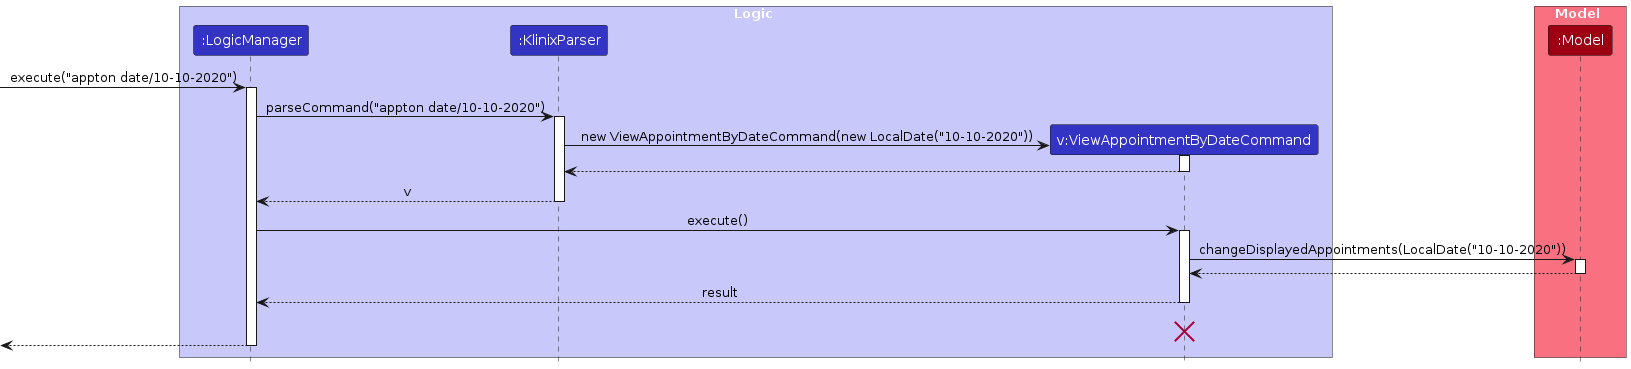 Logic
Model
:LogicManager
:KlinixParser
:Model
execute("appton date/10-10-2020")
parseCommand("appton date/10-10-2020")
new ViewAppointmentByDateCommand(new LocalDate("10-10-2020"))
v:ViewAppointmentByDateCommand
v
execute()
changeDisplayedAppointments(LocalDate("10-10-2020"))
result